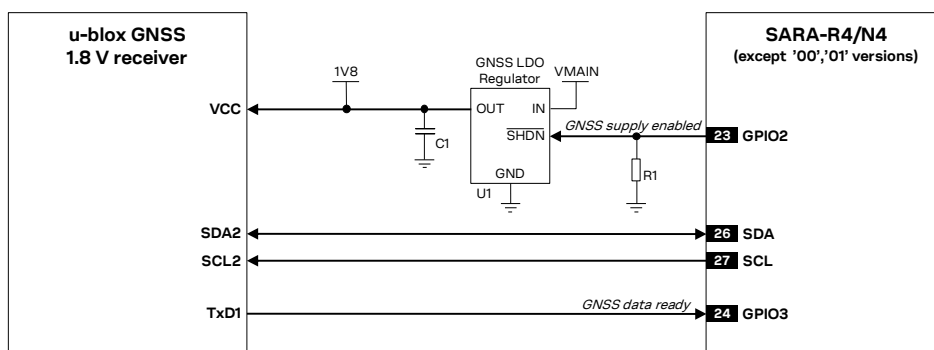 u-blox GNSS
1.8 V receiver
SARA-R4/N4
(except '00','01' versions)
GNSS LDO
Regulator
1V8
VMAIN
VCC
OUT
IN
GNSS supply enabled
SHDN
23 GPIO2
C1
GND
R1
U1
SDA2
26 SDA
SCL2
27 SCL
TxD1
GNSS data ready
24 GPIO3